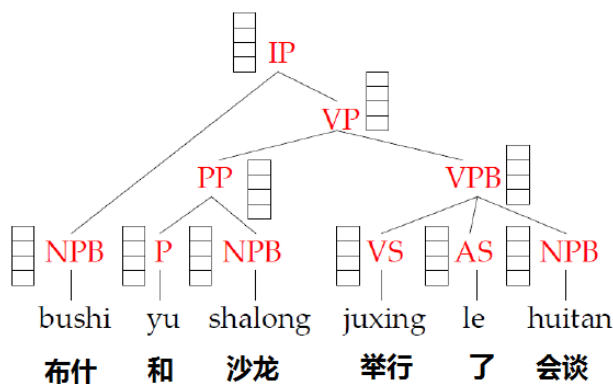 IP
VP
PP VPB
NPB P NPB VS AS NPB
bushi yu shalong juxing le huitan
布什 和 沙龙 举行 了 会谈